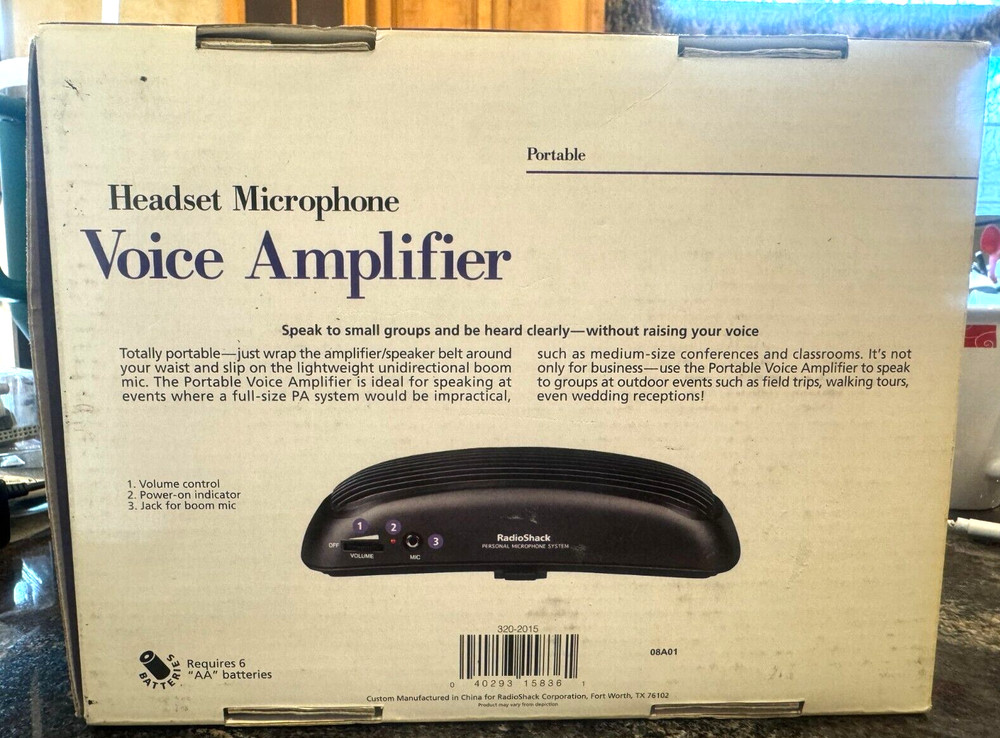 Portable
Headset Microphone
Voice Amplifier
Speak to small groups and be heard clearly—without raising your voice
Totally portable—just wrap the amplifier/speaker belt around
your waist and slip on the lightweight unidirectional boom
mic. The Portable Voice Amplifier is ideal for speaking at
events where a full-size PA system would be impractical,
such as medium-size conferences and classrooms. It's not
only for business—use the Portable Voice Amplifier to speak
to groups at outdoor events such as field trips, walking tours,
even wedding receptions!
1. Volume control
2. Power-on indicator
3. Jack for boom mic
1
2
3
OFF
VOLUME
MIC
RadioShack
PERSONAL MICROPHONE SYSTEM
BATTERIES
Requires 6
"AA" batteries
320-2015
0 40293 15836 1
08A01
Custom Manufactured in China for RadioShack Corporation, Fort Worth, TX 76102
Product may vary from depiction